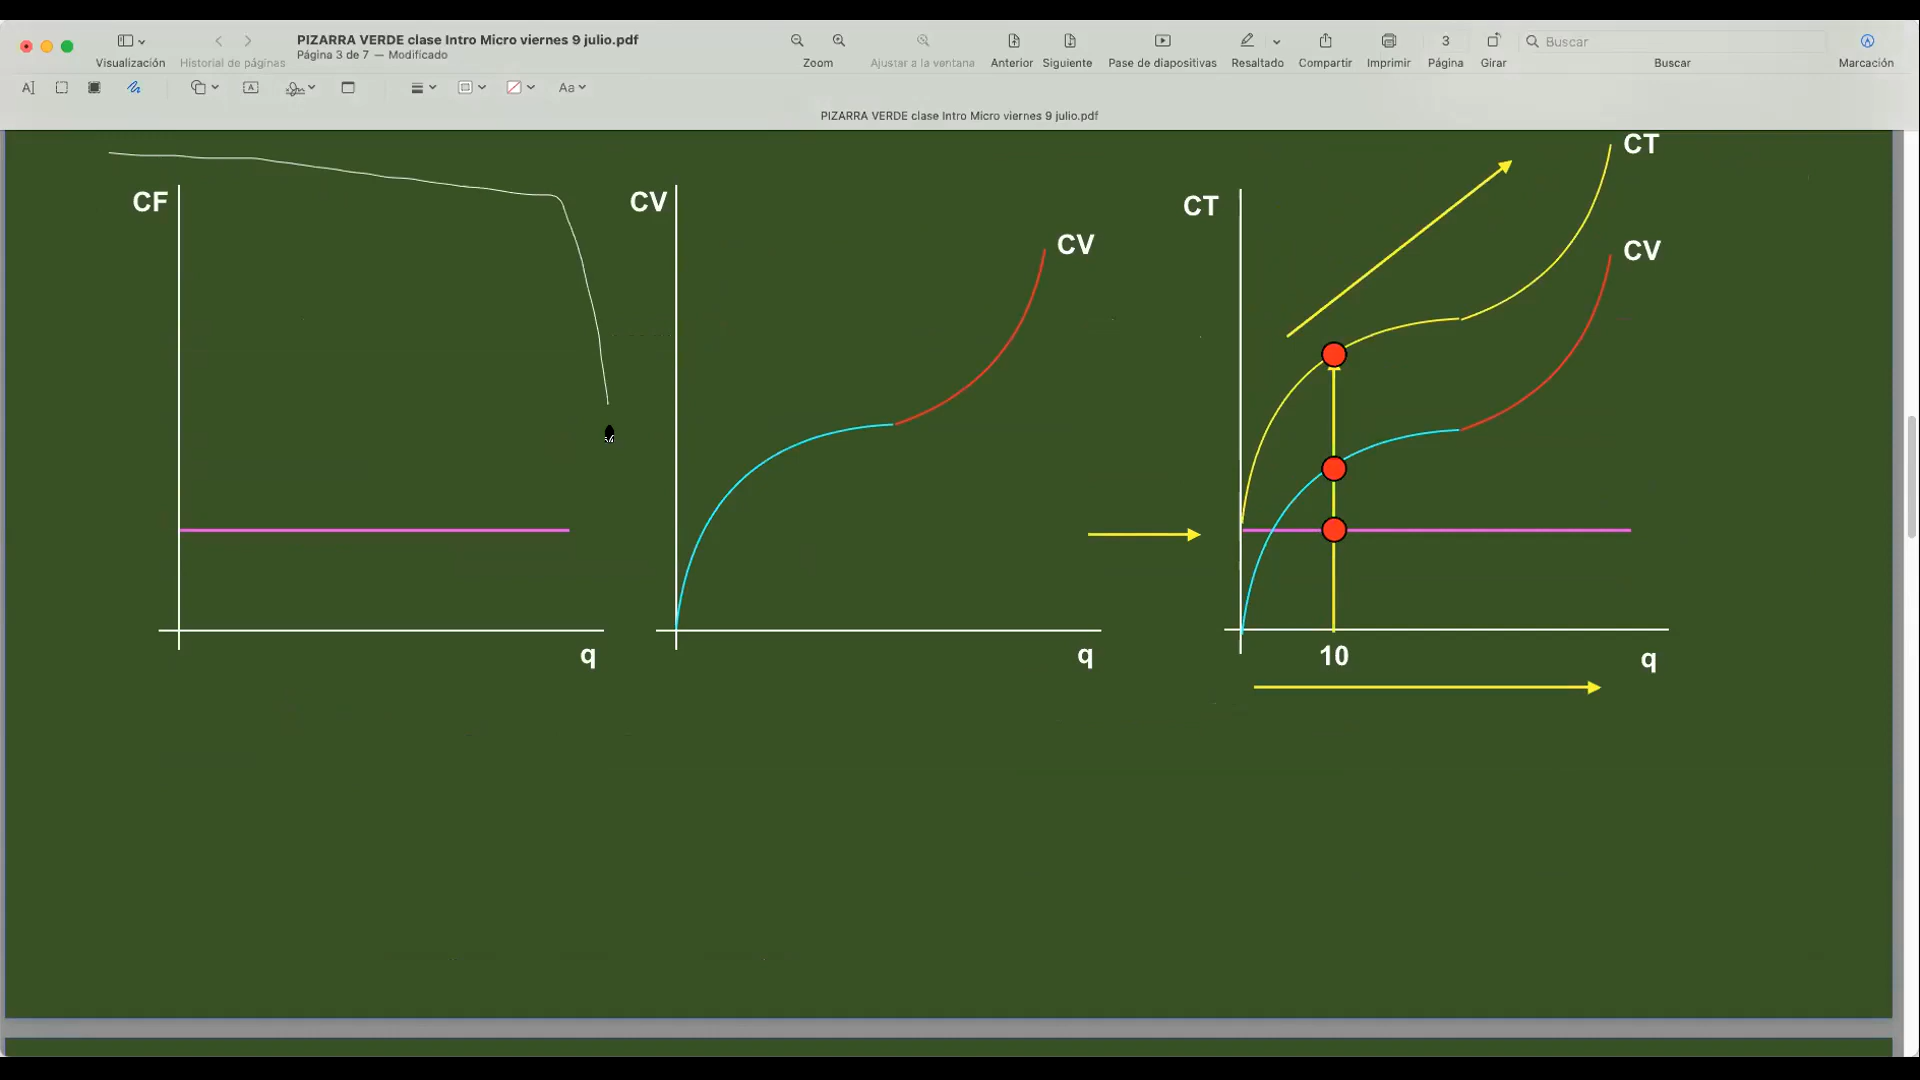 PIZARRA VERDE clase Intro Micro viernes 9 julio.pdf
Página 3 de 7 — Modificado
Visualización
Historial de páginas
Zoom
Ajustar a la ventana
Anterior
Siguiente
Pase de diapositivas
Resaltado
Compartir
Imprimir
3
Página
Girar
Buscar
Buscar
Marcación
Aa
PIZARRA VERDE clase Intro Micro viernes 9 julio.pdf
CF
q
CV
CV
q
CT
CT
CV
10
q